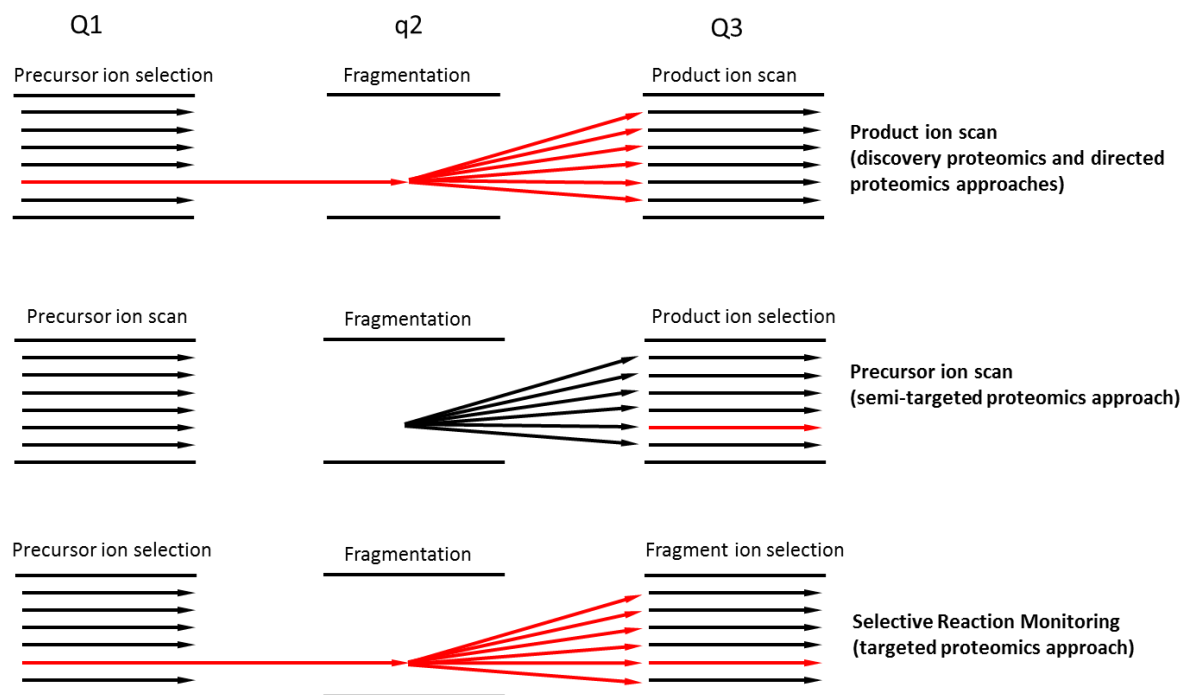 Q1
q2
Q3
Precursor ion selection
Fragmentation
Product ion scan
Product ion scan
(discovery proteomics and directed
proteomics approaches)
Precursor ion scan
Fragmentation
Product ion selection
Precursor ion scan
(semi-targeted proteomics approach)
Precursor ion selection
Fragmentation
Fragment ion selection
Selective Reaction Monitoring
(targeted proteomics approach)